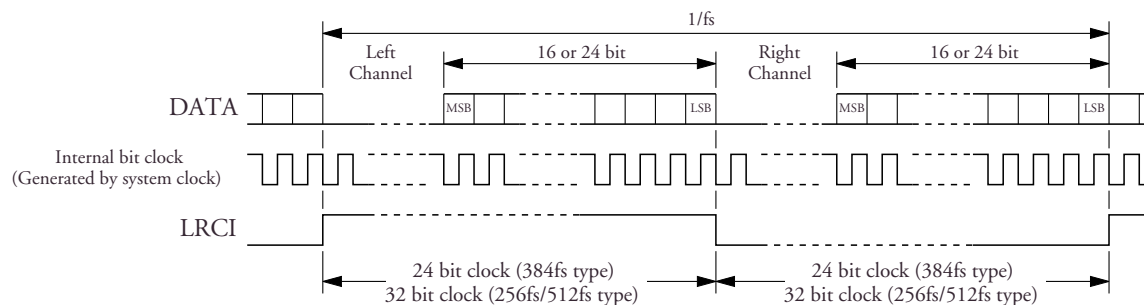 1/fs
Left
Channel
16 or 24 bit
Right
Channel
16 or 24 bit
DATA
MSB
LSB
MSB
LSB
Internal bit clock
(Generated by system clock)
LRCI
24 bit clock (384fs type)
32 bit clock (256fs/512fs type)
24 bit clock (384fs type)
32 bit clock (256fs/512fs type)